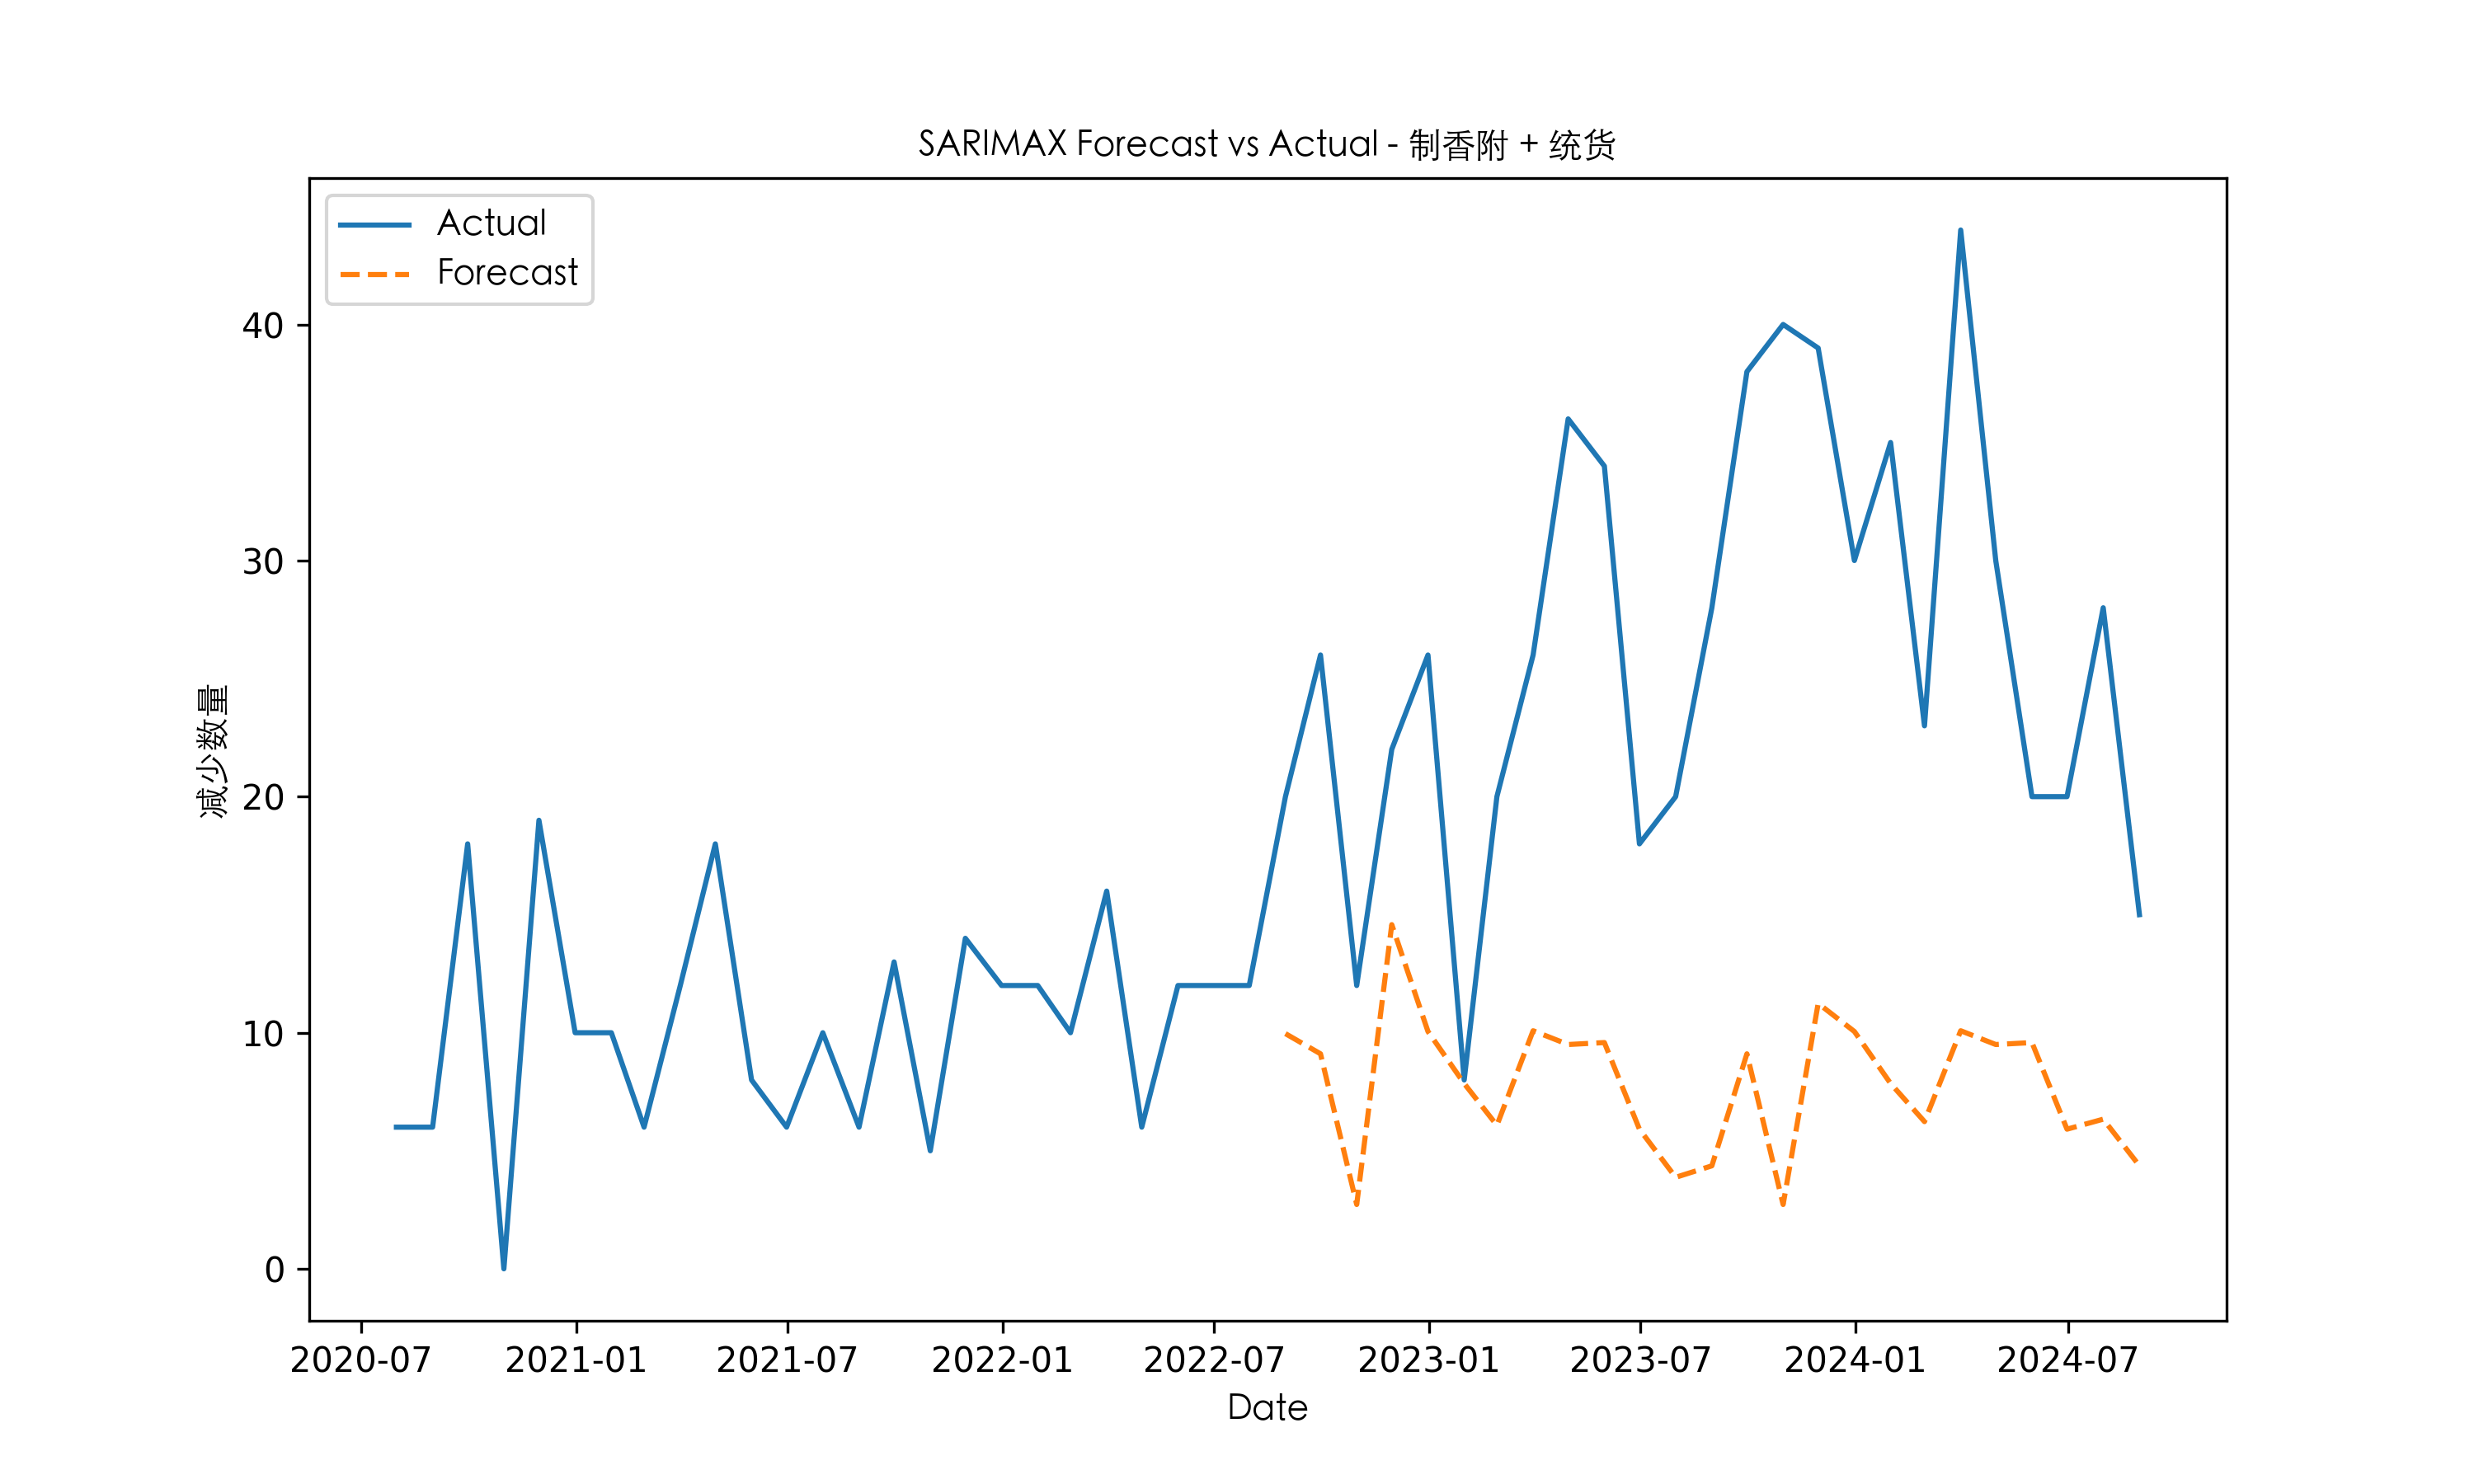 SARIMAX Forecast vs Actual - 制香附 + 统货
Actual
Forecast
减少数量
40
30
20
10
0
2020-07 2021-01 2021-07 2022-01 2022-07 2023-01 2023-07 2024-01 2024-07
Date